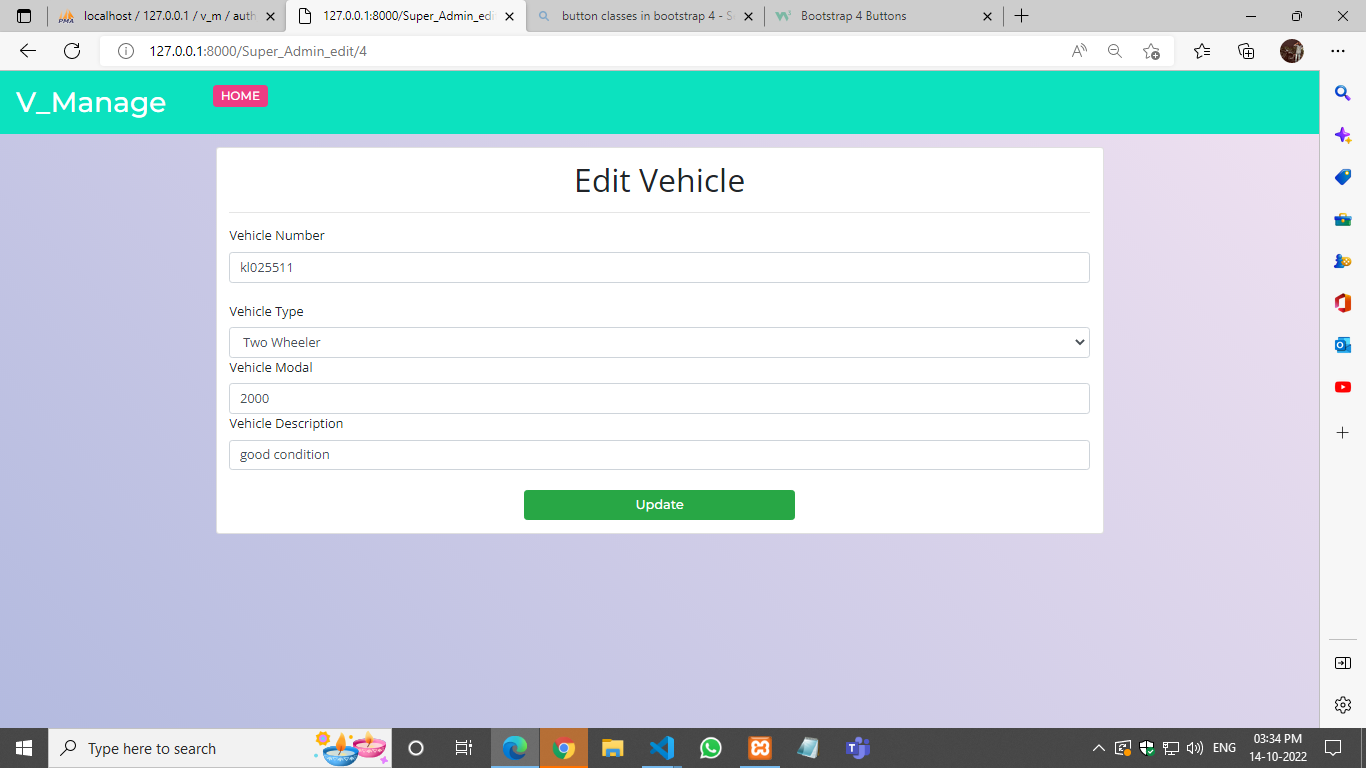 localhost / 127.0.0.1 / v_m / auth
127.0.0.1:8000/Super_Admin_edi
button classes in bootstrap 4 - S
Bootstrap 4 Buttons
127.0.0.1:8000/Super_Admin_edit/4
V_Manage
HOME
Edit Vehicle
Vehicle Number
kl025511
Vehicle Type
Two Wheeler
Vehicle Modal
2000
Vehicle Description
good condition
Update
Type here to search
ENG
03:34 PM
14-10-2022